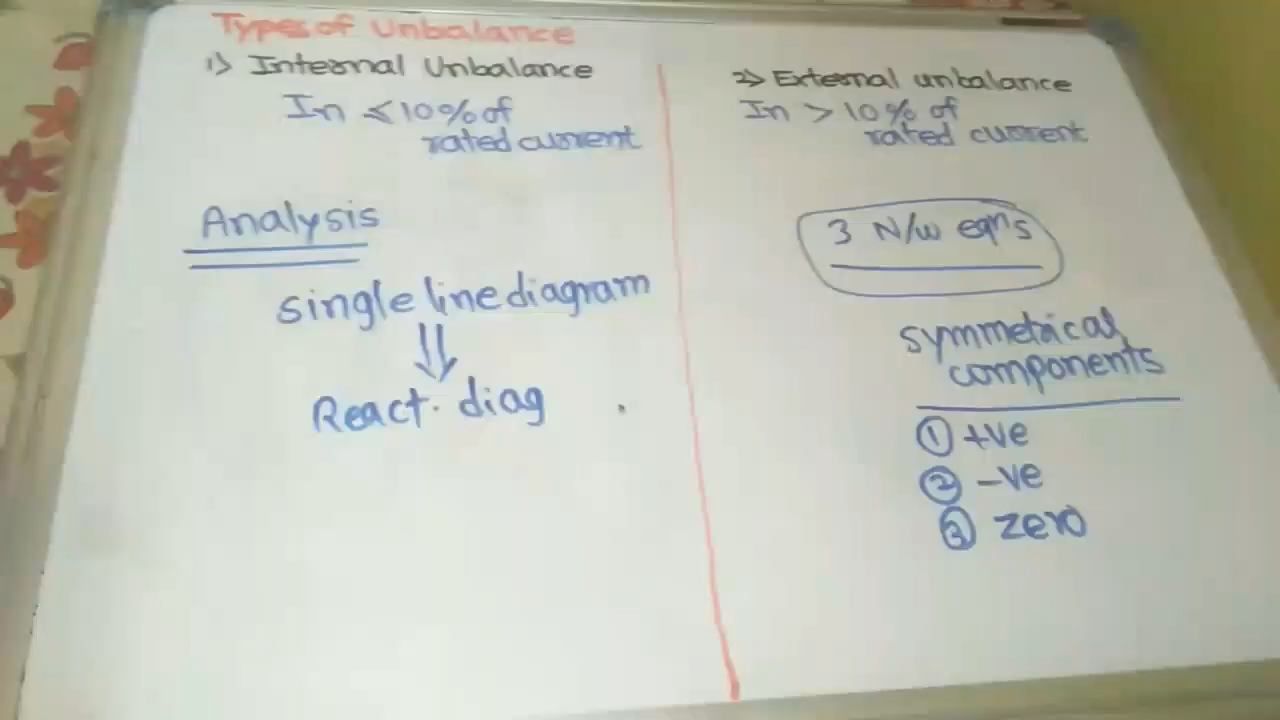 Types of Unbalance
1) Internal Unbalance
In < 10% of
rated current
Analysis
single line diagram
React. diag
2) External unbalance
In > 10% of
rated current
3 N/w eqns
symmetrical
components
① +ve
② -ve
③ zero